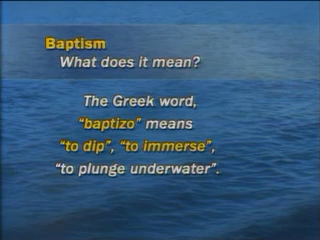 Baptism
What does it mean?
The Greek word,
“baptizo” means
“to dip”, “to immerse”,
“to plunge underwater”.